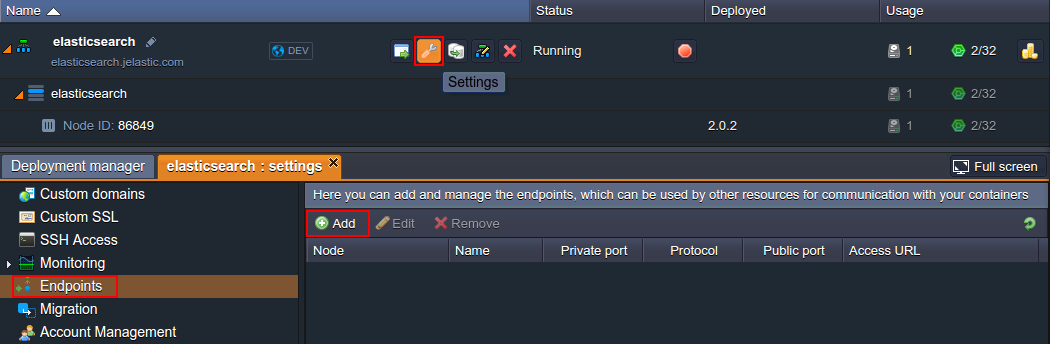 Name Status Deployed Usage
elasticsearch DEV Running 1 2/32
elasticsearch.jelastic.com
Settings
elasticsearch 1 2/32
Node ID: 86849 2.0.2 1 2/32
Deployment manager elasticsearch : settings Full screen
Custom domains
Custom SSL
SSH Access
Monitoring
Endpoints
Migration
Account Management
Here you can add and manage the endpoints, which can be used by other resources for communication with your containers
Add Edit Remove
Node Name Private port Protocol Public port Access URL